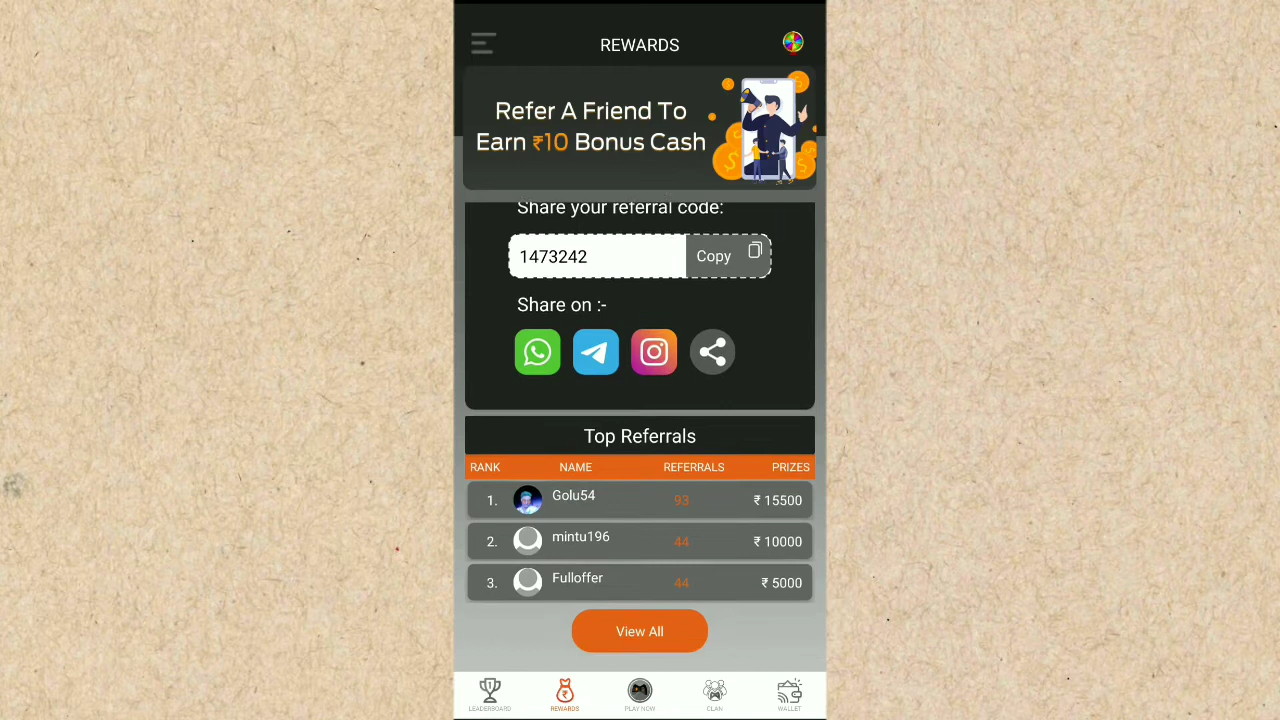 REWARDS
Refer A Friend To
Earn ₹10 Bonus Cash
Share your referral code:
1473242 Copy
Share on :-
Top Referrals
RANK NAME REFERRALS PRIZES
1. Golu54 93 ₹ 15500
2. mintu196 44 ₹ 10000
3. Fulloffer 44 ₹ 5000
View All
LEADERBOARD REWARDS PLAY NOW CLAN WALLET